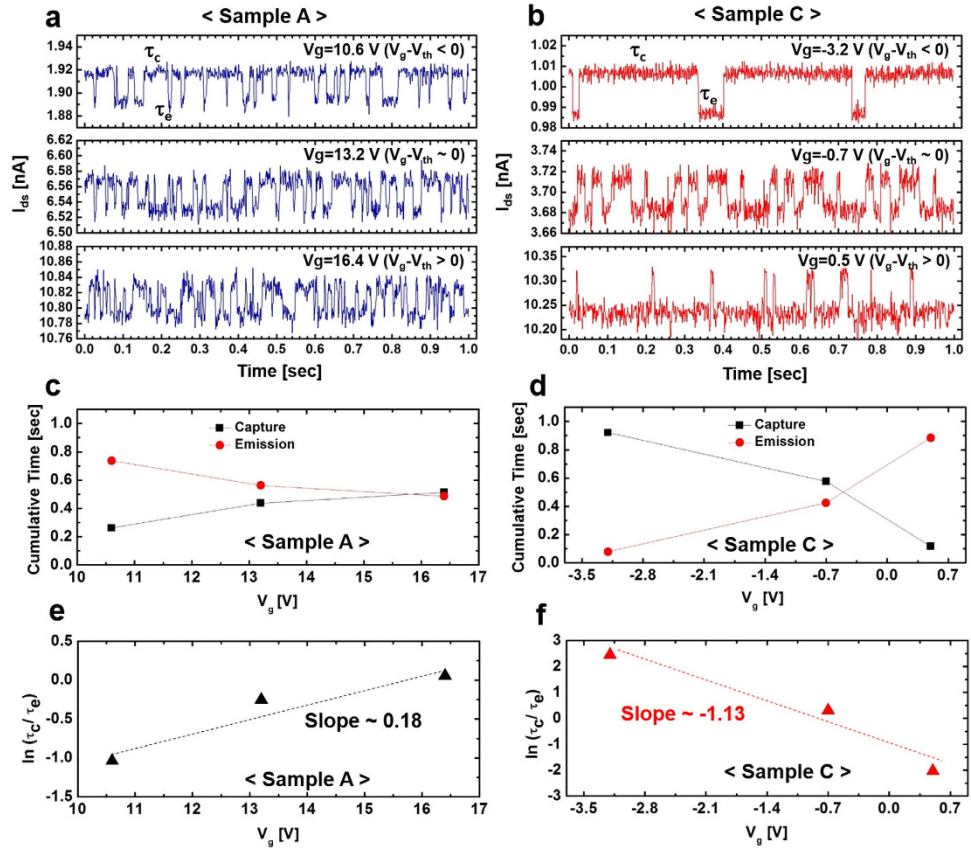 a < Sample A >
Vg=10.6 V (Vg-Vth < 0)
τc
τe
1.94
1.92
1.90
1.88
Vg=13.2 V (Vg-Vth ~ 0)
6.62
6.60
6.58
6.56
6.54
6.52
6.50
Ids [nA]
Vg=16.4 V (Vg-Vth > 0)
10.88
10.86
10.84
10.82
10.80
10.78
10.76
0.0 0.1 0.2 0.3 0.4 0.5 0.6 0.7 0.8 0.9 1.0
Time [sec]
b < Sample C >
Vg=-3.2 V (Vg-Vth < 0)
τc
τe
1.02
1.01
1.00
0.99
0.98
Vg=-0.7 V (Vg-Vth ~ 0)
3.74
3.72
3.70
3.68
3.66
Ids [nA]
Vg=0.5 V (Vg-Vth > 0)
10.35
10.30
10.25
10.20
0.0 0.1 0.2 0.3 0.4 0.5 0.6 0.7 0.8 0.9 1.0
Time [sec]
c
Cumulative Time [sec]
1.0
0.8
0.6
0.4
0.2
0.0
Capture
Emission
< Sample A >
10 11 12 13 14 15 16 17
Vg [V]
d
Cumulative Time [sec]
1.0
0.8
0.6
0.4
0.2
0.0
Capture
Emission
< Sample C >
-3.5 -2.8 -2.1 -1.4 -0.7 0.0 0.7
Vg [V]
e
ln (τc/ τe)
0.5
0.0
-0.5
-1.0
-1.5
Slope ~ 0.18
< Sample A >
10 11 12 13 14 15 16 17
Vg [V]
f
ln (τc/ τe)
3
2
1
0
-1
-2
-3
Slope ~ -1.13
< Sample C >
-3.5 -2.8 -2.1 -1.4 -0.7 0.0 0.7
Vg [V]